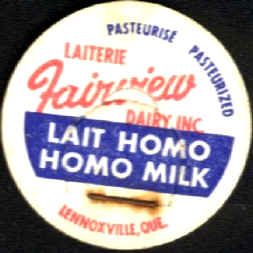 PASTEURISÉ
PASTEURIZED
LAITERIE
Fairview
DAIRY INC.
LAIT HOMO
HOMO MILK
LENNOXVILLE, QUE.